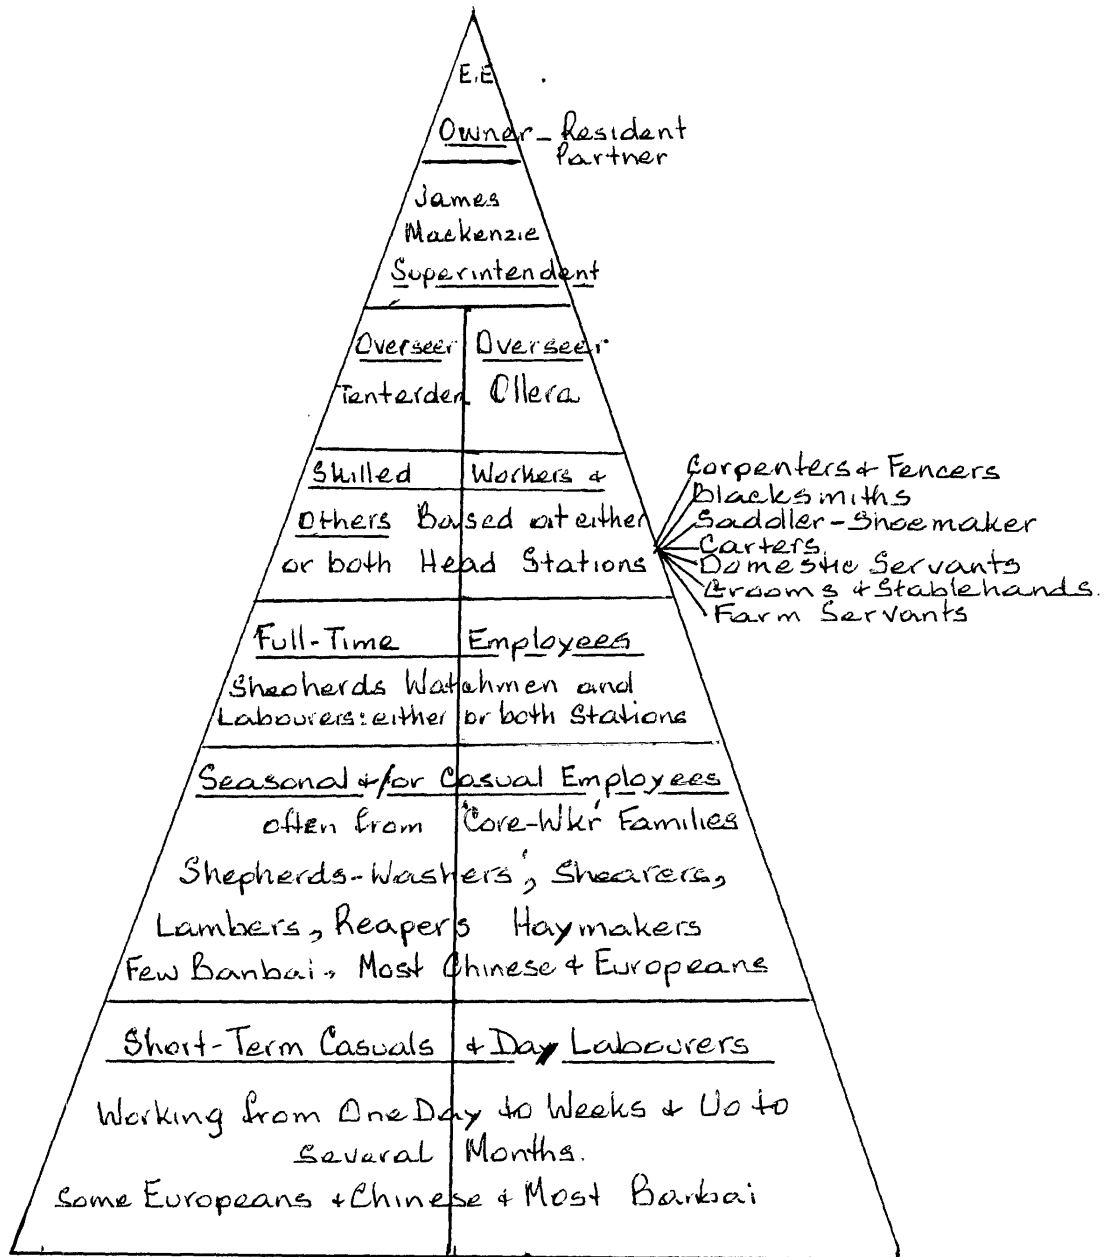 E.E
Owner - Resident
Partner
James
Mackenzie
Superintendent
Overseer Overseer
Tenterden Ollera
Skilled Workers &
Others Based at either
or both Head Stations
Carpenters & Fencers
Blacksmiths
Saddler-Shoemaker
Carters
Domestic Servants
Grooms & Stablehands.
Farm Servants
Full-Time Employees
Shepherds Watchmen and
Labourers: either or both Stations
Seasonal &/or Casual Employees
often from 'Core-Wkr' Families
Shepherds-Washers', Shearers,
Lambers, Reapers Haymakers
Few Banbai, Most Chinese & Europeans
Short-Term Casuals & Day Labourers
Working from One Day to Weeks & Up to
Several Months.
Some Europeans & Chinese & Most Banbai